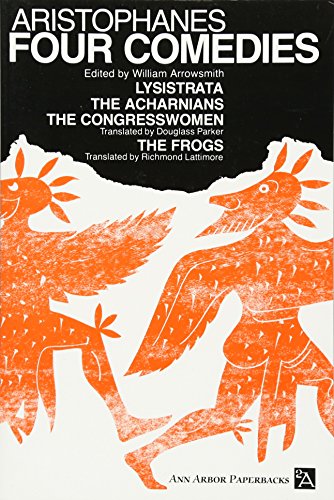 ARISTOPHANES
FOUR COMEDIES
Edited by William Arrowsmith
LYSISTRATA
THE ACHARNIANS
THE CONGRESSWOMEN
Translated by Douglass Parker
THE FROGS
Translated by Richmond Lattimore
ANN ARBOR PAPERBACKS